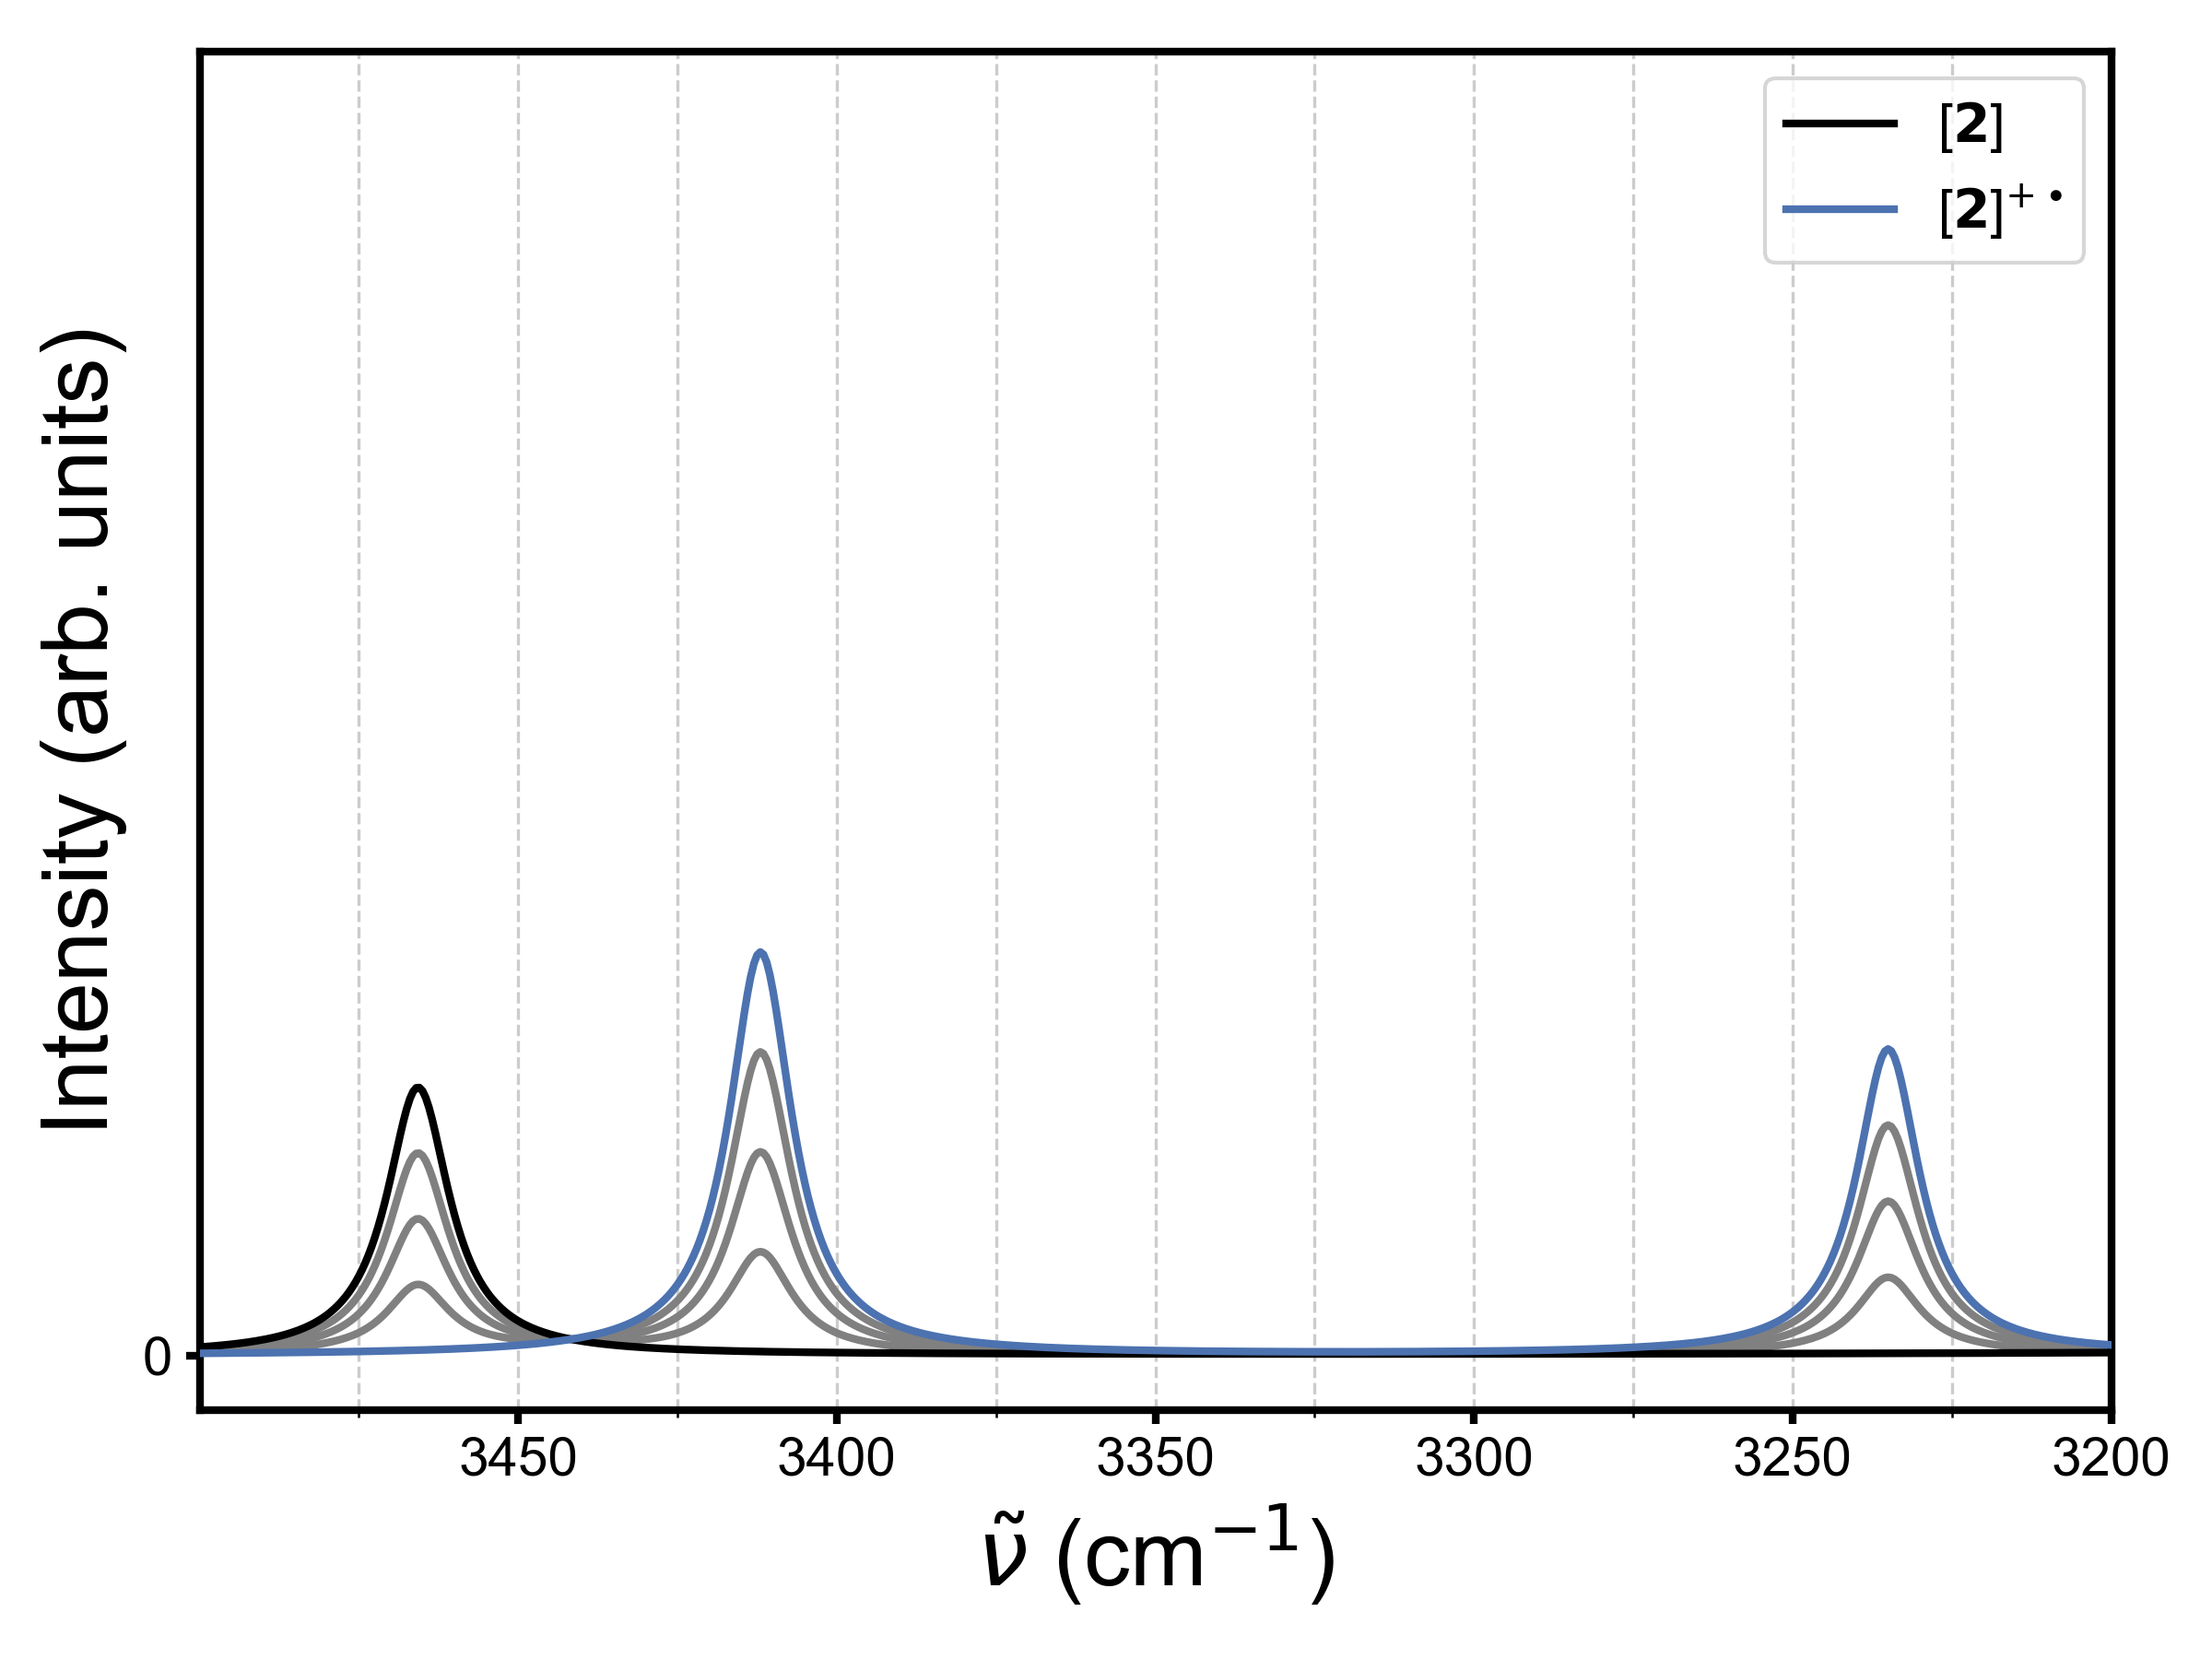 Intensity (arb. units)
[2]
[2]⁺•
0
3450 3400 3350 3300 3250 3200
ν̃ (cm⁻¹)